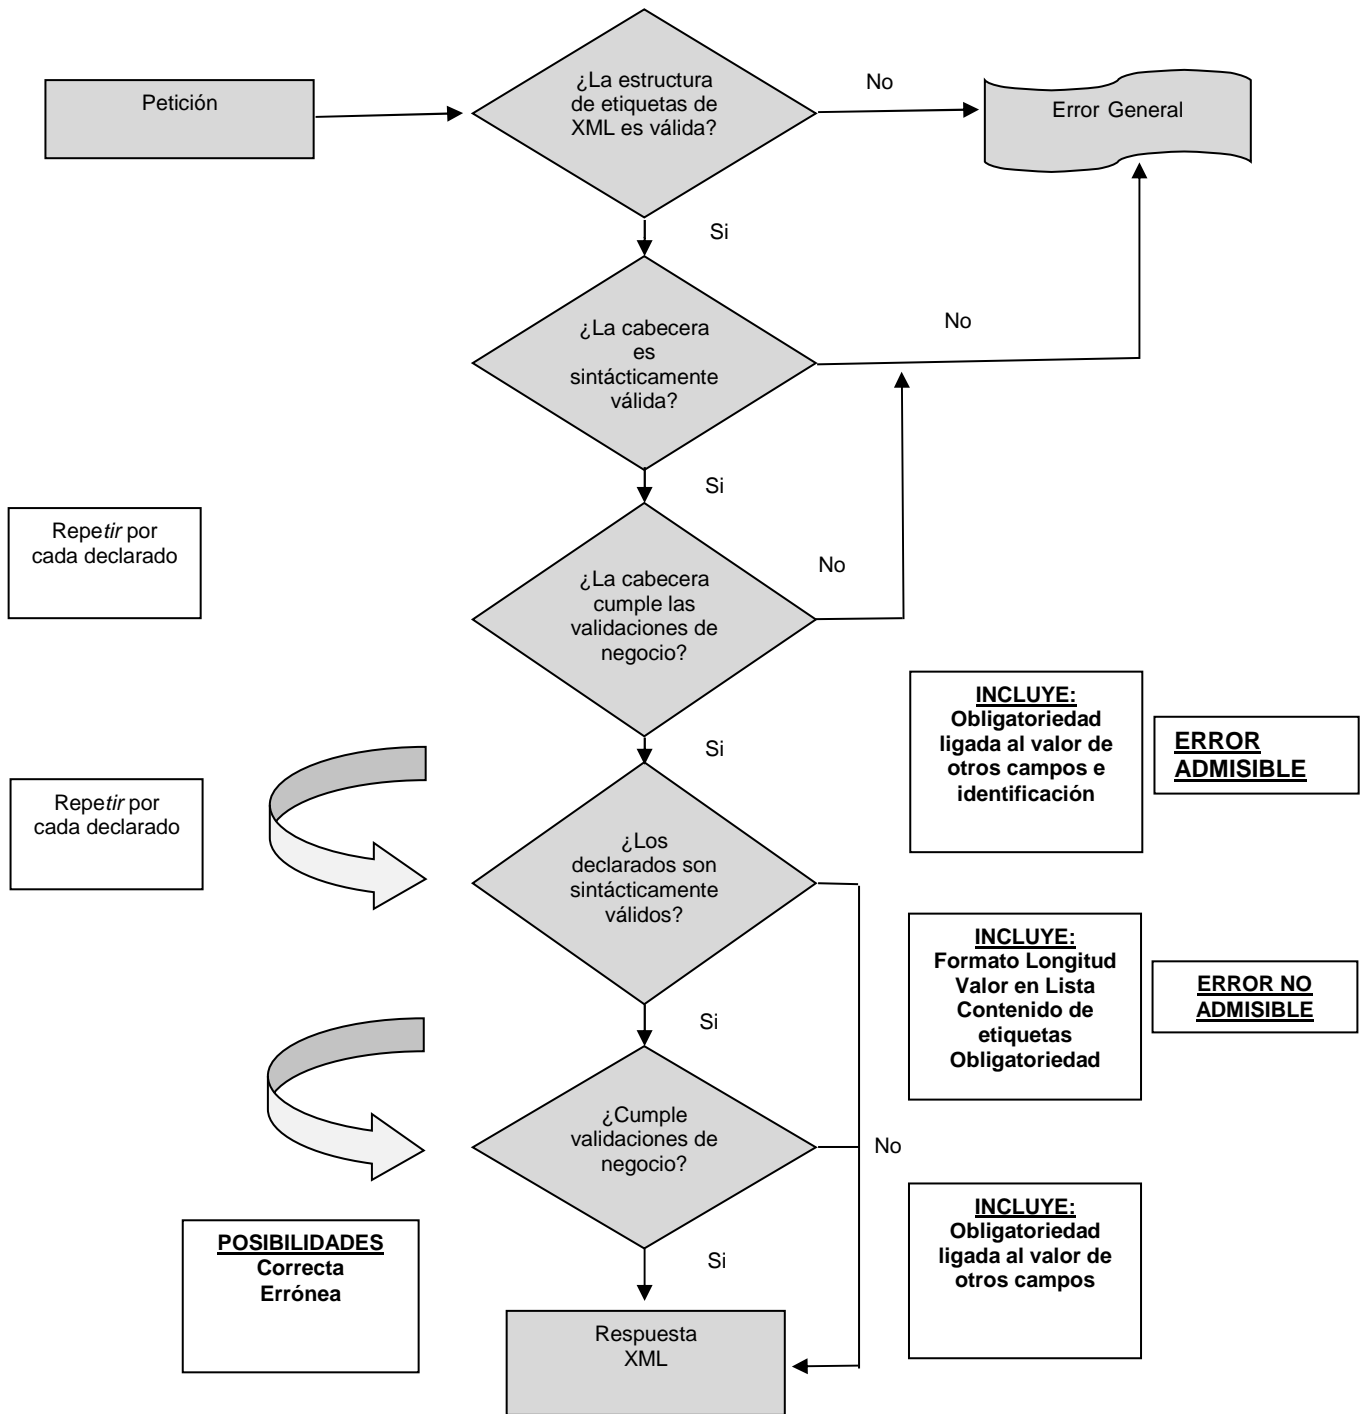 Petición
¿La estructura
de etiquetas de
XML es válida?
No
Error General
Si
¿La cabecera
es
sintácticamente
válida?
No
Si
Repetir por
cada declarado
¿La cabecera
cumple las
validaciones de
negocio?
No
INCLUYE:
Obligatoriedad
ligada al valor de
otros campos e
identificación
ERROR
ADMISIBLE
Si
Repetir por
cada declarado
¿Los
declarados son
sintácticamente
válidos?
INCLUYE:
Formato Longitud
Valor en Lista
Contenido de
etiquetas
Obligatoriedad
ERROR NO
ADMISIBLE
Si
¿Cumple
validaciones de
negocio?
No
INCLUYE:
Obligatoriedad
ligada al valor de
otros campos
POSIBILIDADES
Correcta
Errónea
Si
Respuesta
XML